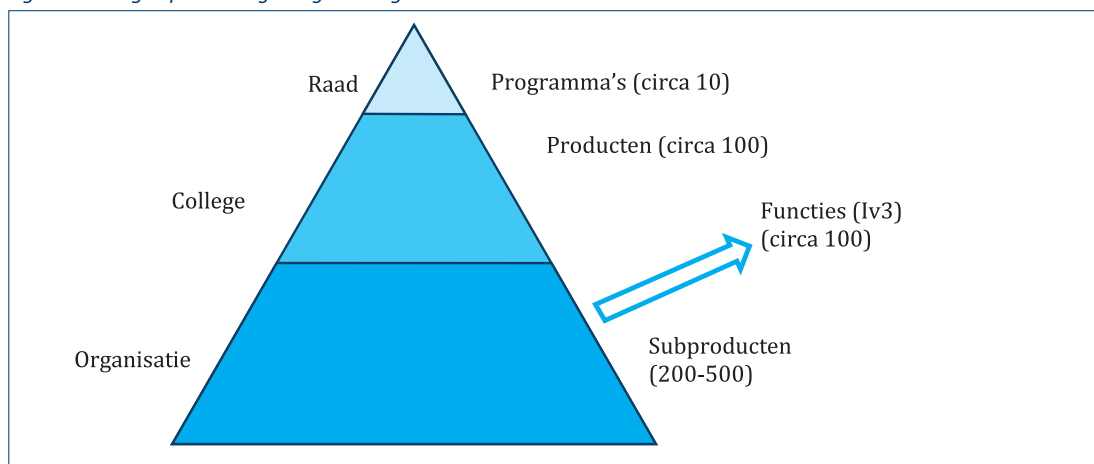 Raad
Programma's (circa 10)
Producten (circa 100)
College
Functies (Iv3)
(circa 100)
Organisatie
Subproducten
(200-500)